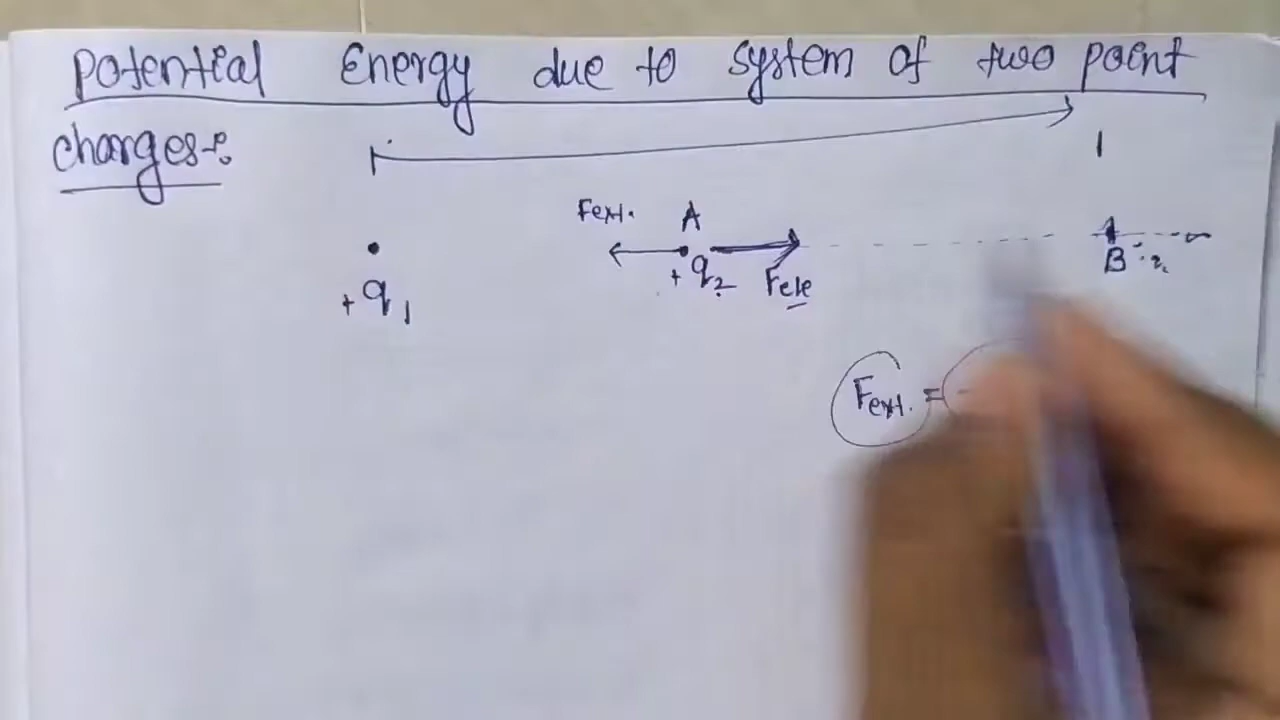 Potential Energy due to system of two point
charges:
Fext. A
+ q1 + q2 Fele B
Fext. =